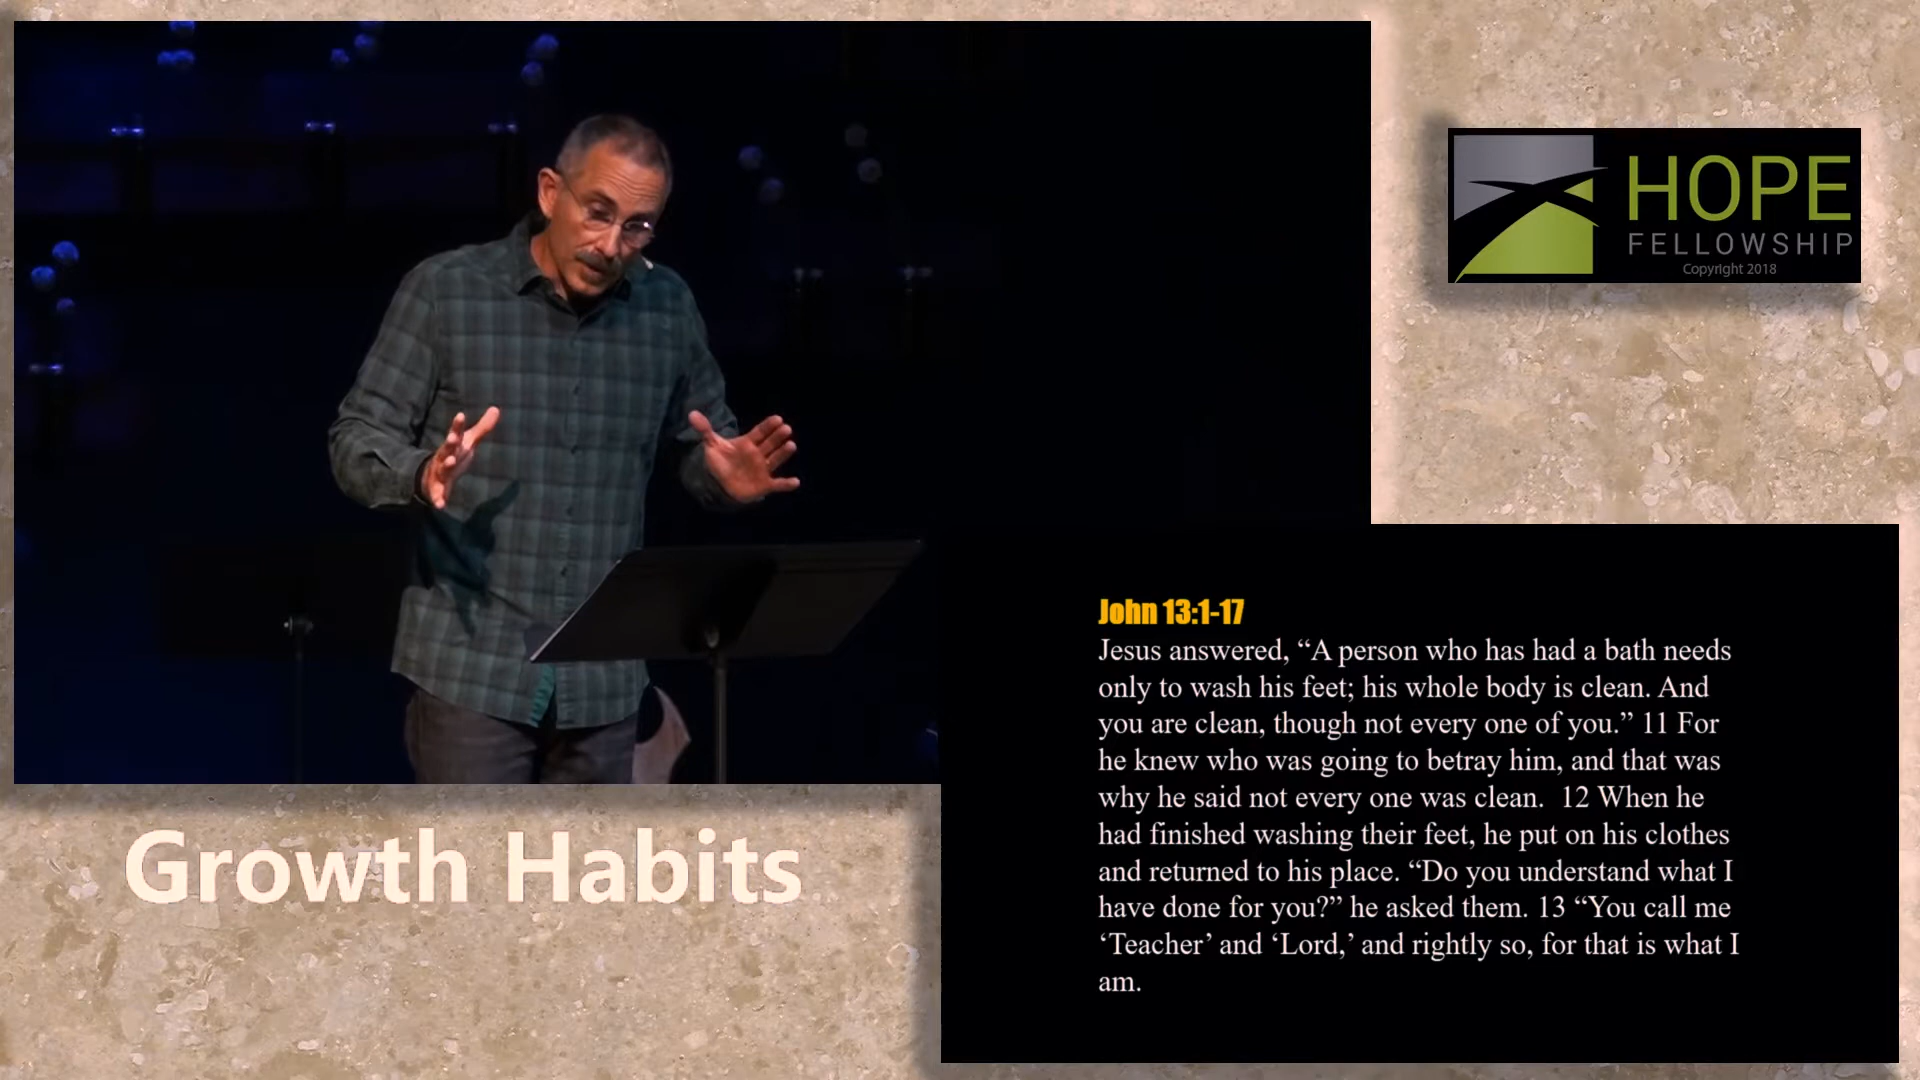 HOPE
FELLOWSHIP
Copyright 2018
John 13:1-17
Jesus answered, “A person who has had a bath needs
only to wash his feet; his whole body is clean. And
you are clean, though not every one of you.” 11 For
he knew who was going to betray him, and that was
why he said not every one was clean.  12 When he
had finished washing their feet, he put on his clothes
and returned to his place. “Do you understand what I
have done for you?” he asked them. 13 “You call me
‘Teacher’ and ‘Lord,’ and rightly so, for that is what I
am.
Growth Habits